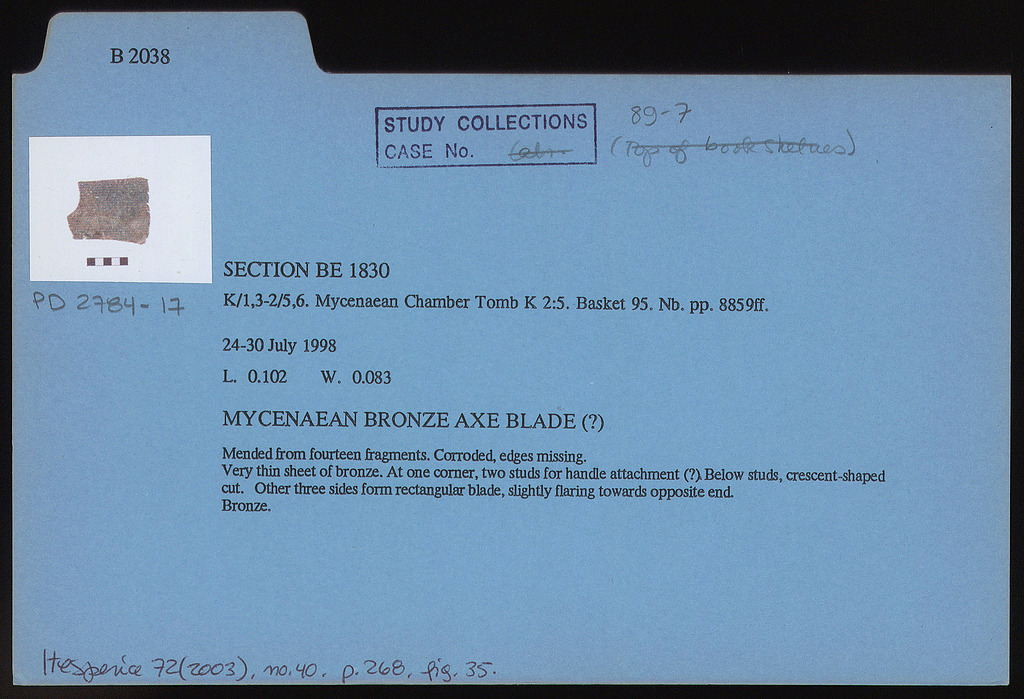 B 2038
STUDY COLLECTIONS
CASE No.
89-7
(Top of book shelves)
SECTION BE 1830
PD 2784-17
K/1,3-2/5,6. Mycenaean Chamber Tomb K 2:5. Basket 95. Nb. pp. 8859ff.
24-30 July 1998
L. 0.102 W. 0.083
MYCENAEAN BRONZE AXE BLADE (?)
Mended from fourteen fragments. Corroded, edges missing.
Very thin sheet of bronze. At one corner, two studs for handle attachment (?). Below studs, crescent-shaped
cut. Other three sides form rectangular blade, slightly flaring towards opposite end.
Bronze.
Hesperia 72(2003), no.40. p.268, fig. 35.